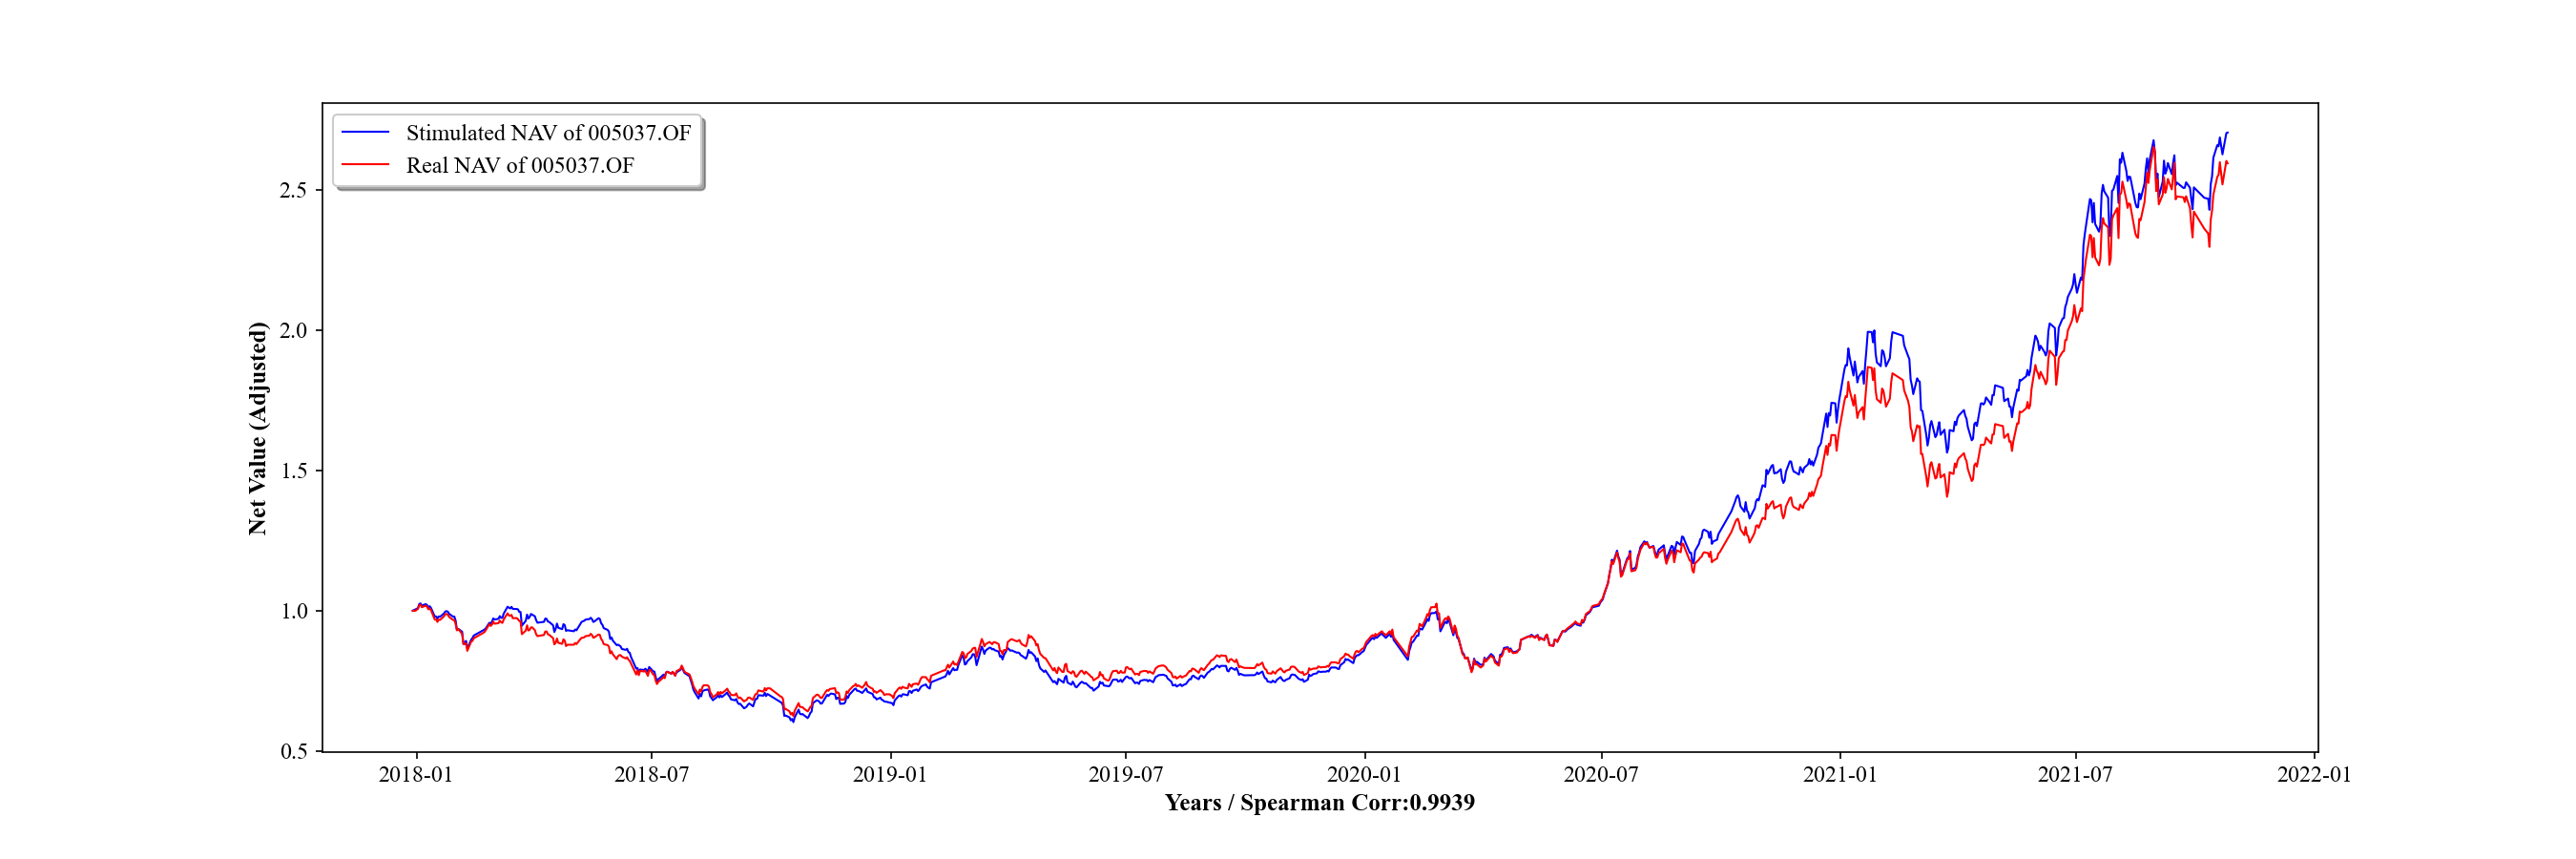 Stimulated NAV of 005037.OF
Real NAV of 005037.OF
Net Value (Adjusted)
2.5
2.0
1.5
1.0
0.5
2018-01 2018-07 2019-01 2019-07 2020-01 2020-07 2021-01 2021-07 2022-01
Years / Spearman Corr:0.9939